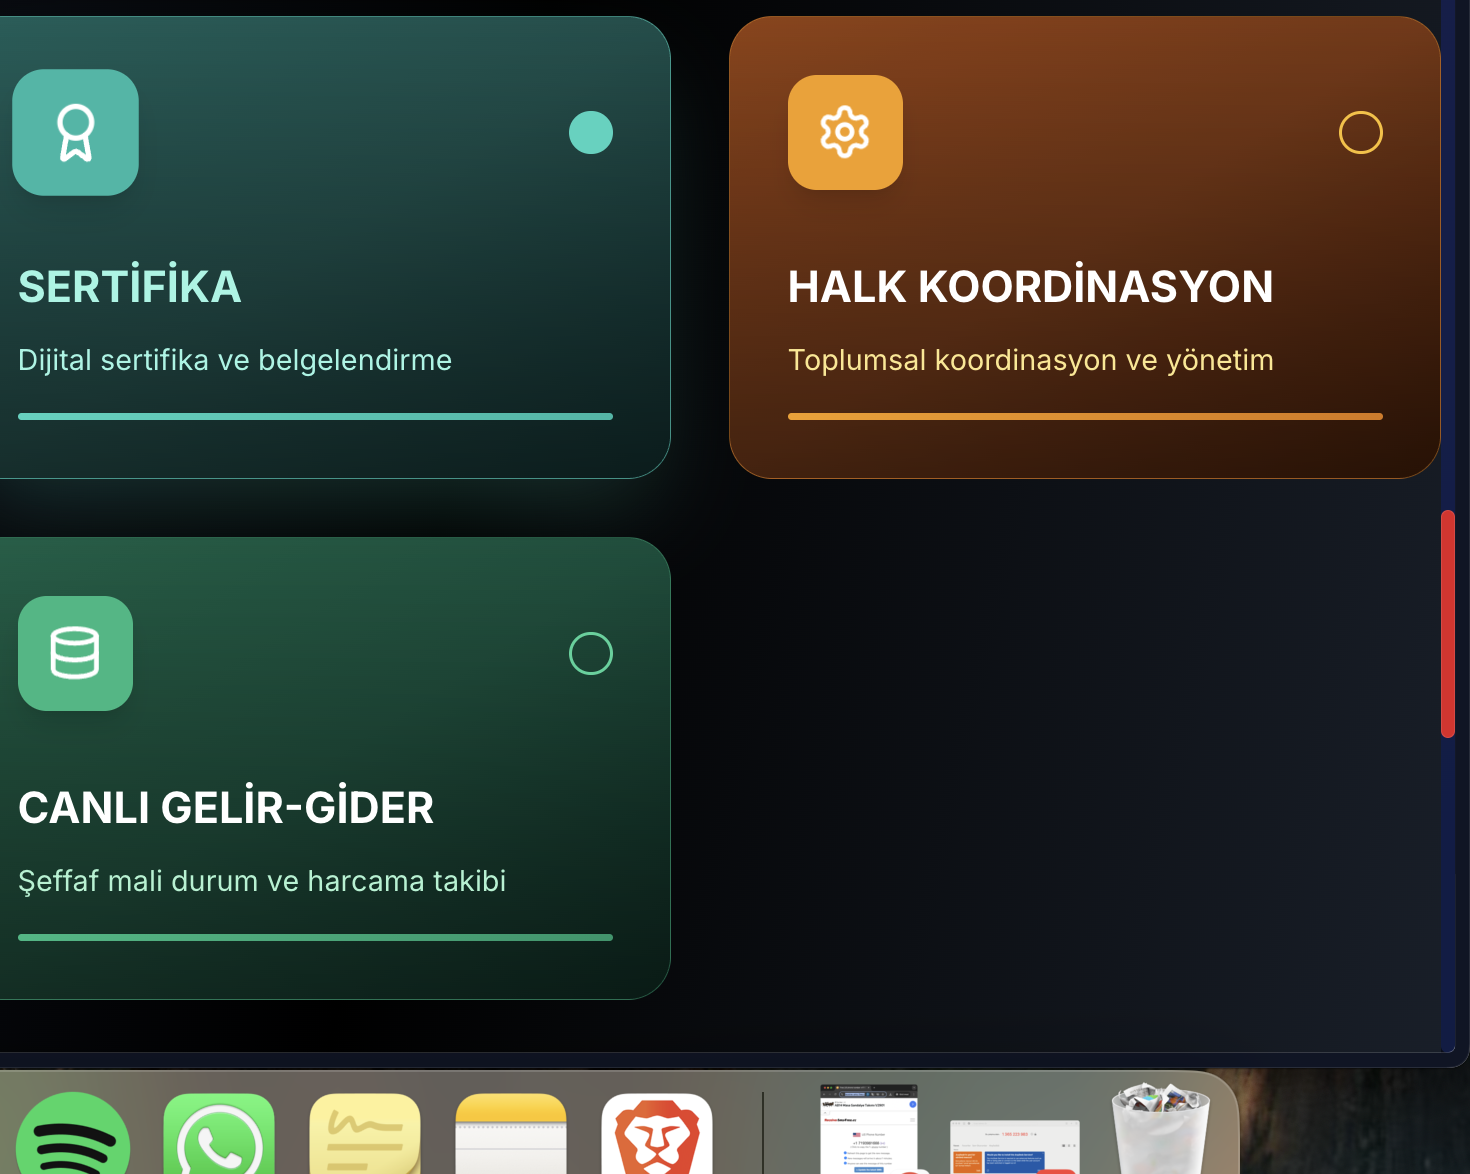 SERTİFİKA
Dijital sertifika ve belgelendirme
HALK KOORDİNASYON
Toplumsal koordinasyon ve yönetim
CANLI GELİR-GİDER
Şeffaf mali durum ve harcama takibi